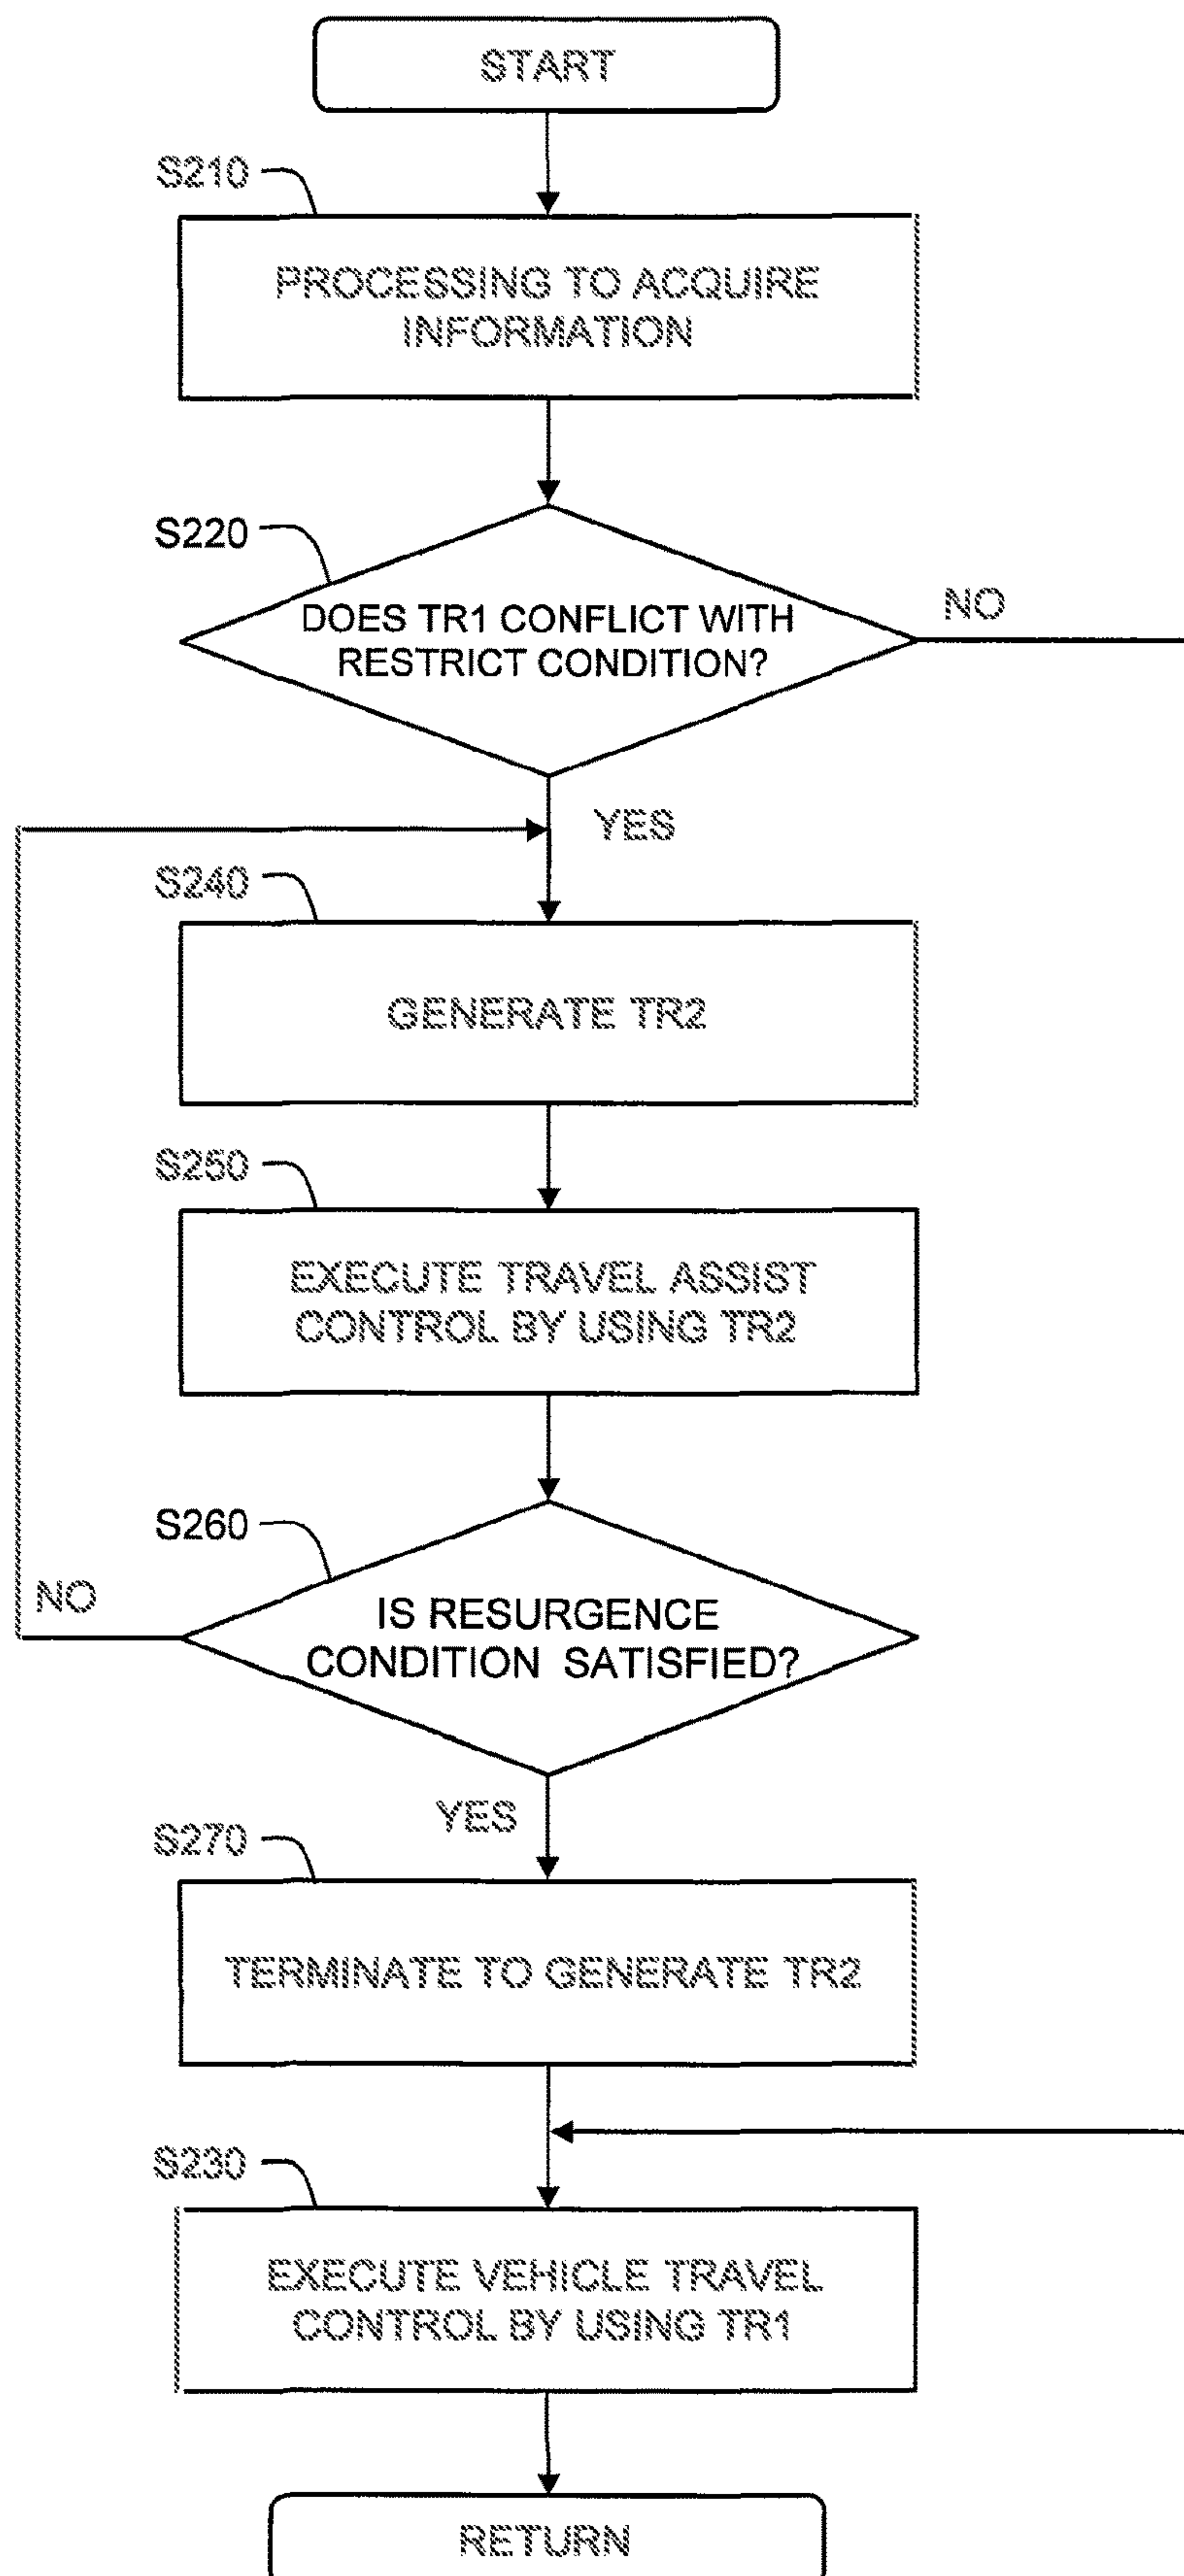 START
S210
PROCESSING TO ACQUIRE
INFORMATION
S220
DOES TR1 CONFLICT WITH
RESTRICT CONDITION?
NO
YES
S240
GENERATE TR2
S250
EXECUTE TRAVEL ASSIST
CONTROL BY USING TR2
S260
IS RESURGENCE
CONDITION SATISFIED?
NO
YES
S270
TERMINATE TO GENERATE TR2
S230
EXECUTE VEHICLE TRAVEL
CONTROL BY USING TR1
RETURN